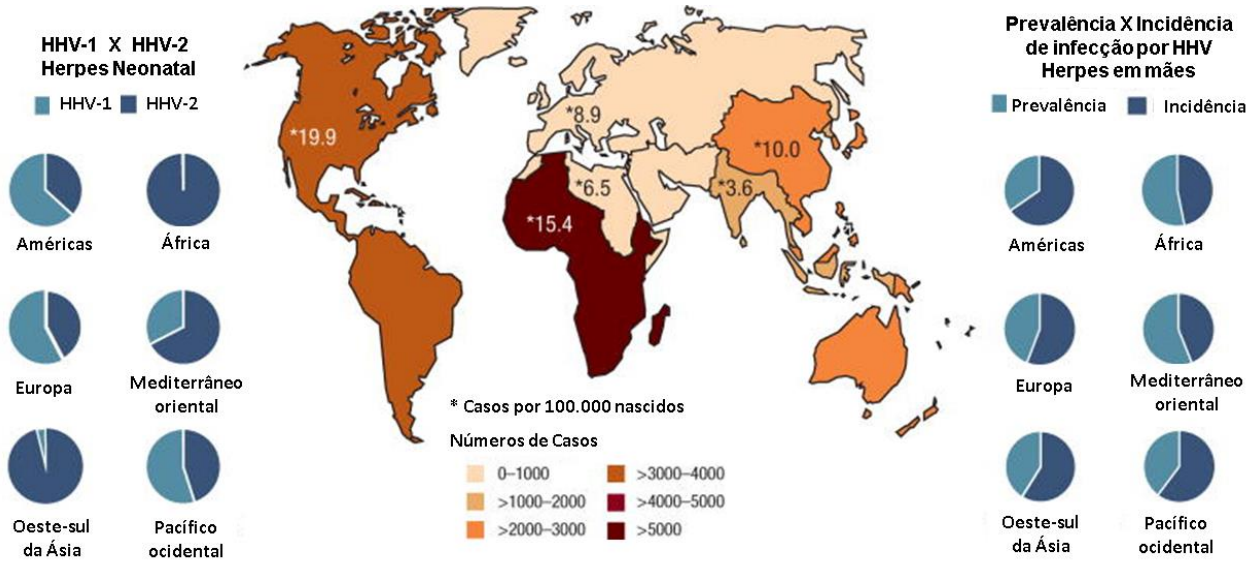 HHV-1 X HHV-2
Herpes Neonatal
HHV-1 HHV-2
Américas África
Europa Mediterrâneo
oriental
Oeste-sul
da Ásia
Pacífico
ocidental
*19.9
*8.9
*6.5
*15.4
*10.0
*3.6
* Casos por 100.000 nascidos
Números de Casos
0–1000
>1000–2000
>2000–3000
>3000–4000
>4000–5000
>5000
Prevalência X Incidência
de infecção por HHV
Herpes em mães
Prevalência Incidência
Américas África
Europa Mediterrâneo
oriental
Oeste-sul
da Ásia
Pacífico
ocidental